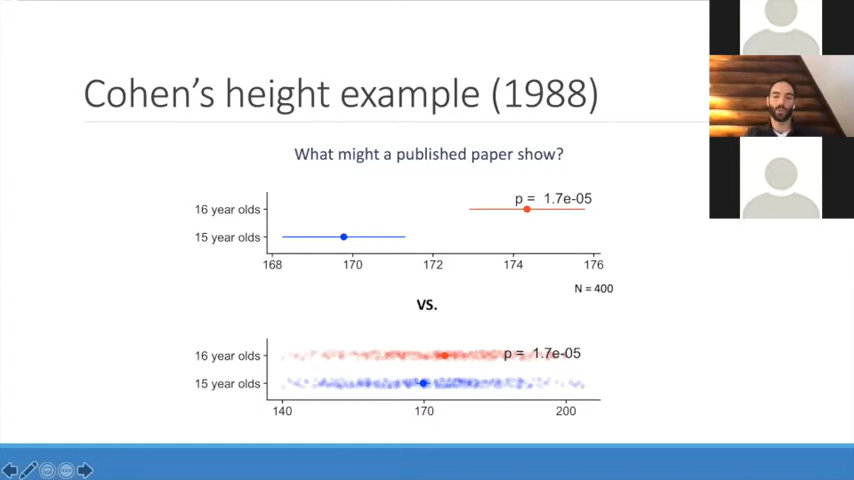 Cohen's height example (1988)
What might a published paper show?
p = 1.7e-05
16 year olds
15 year olds
168 170 172 174 176
N = 400
VS.
16 year olds
p = 1.7e-05
15 year olds
140 170 200